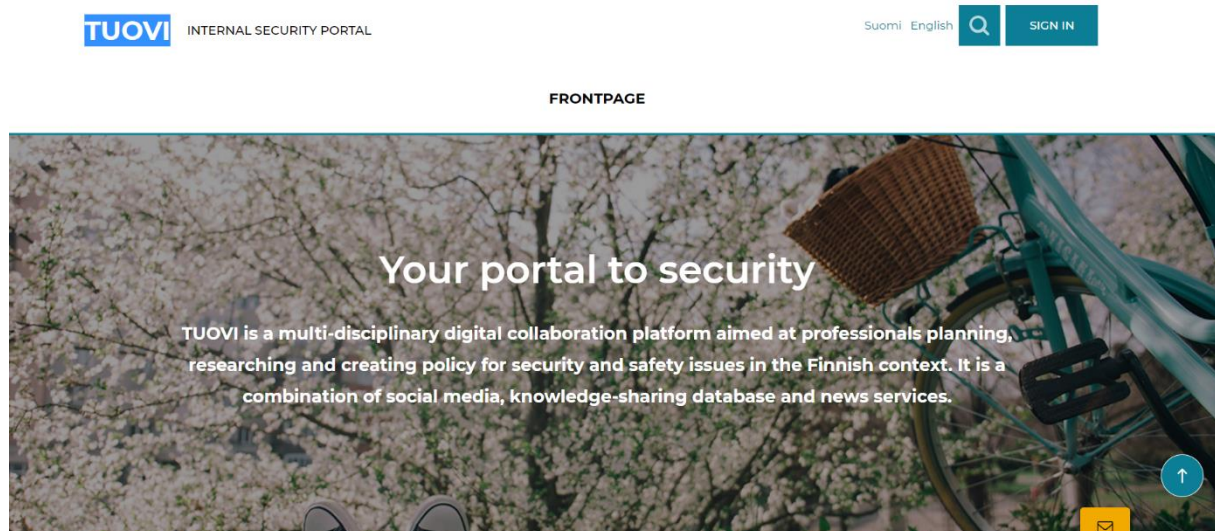 TUOVI INTERNAL SECURITY PORTAL
Suomi English SIGN IN
FRONTPAGE
Your portal to security
TUOVI is a multi-disciplinary digital collaboration platform aimed at professionals planning,
researching and creating policy for security and safety issues in the Finnish context. It is a
combination of social media, knowledge-sharing database and news services.